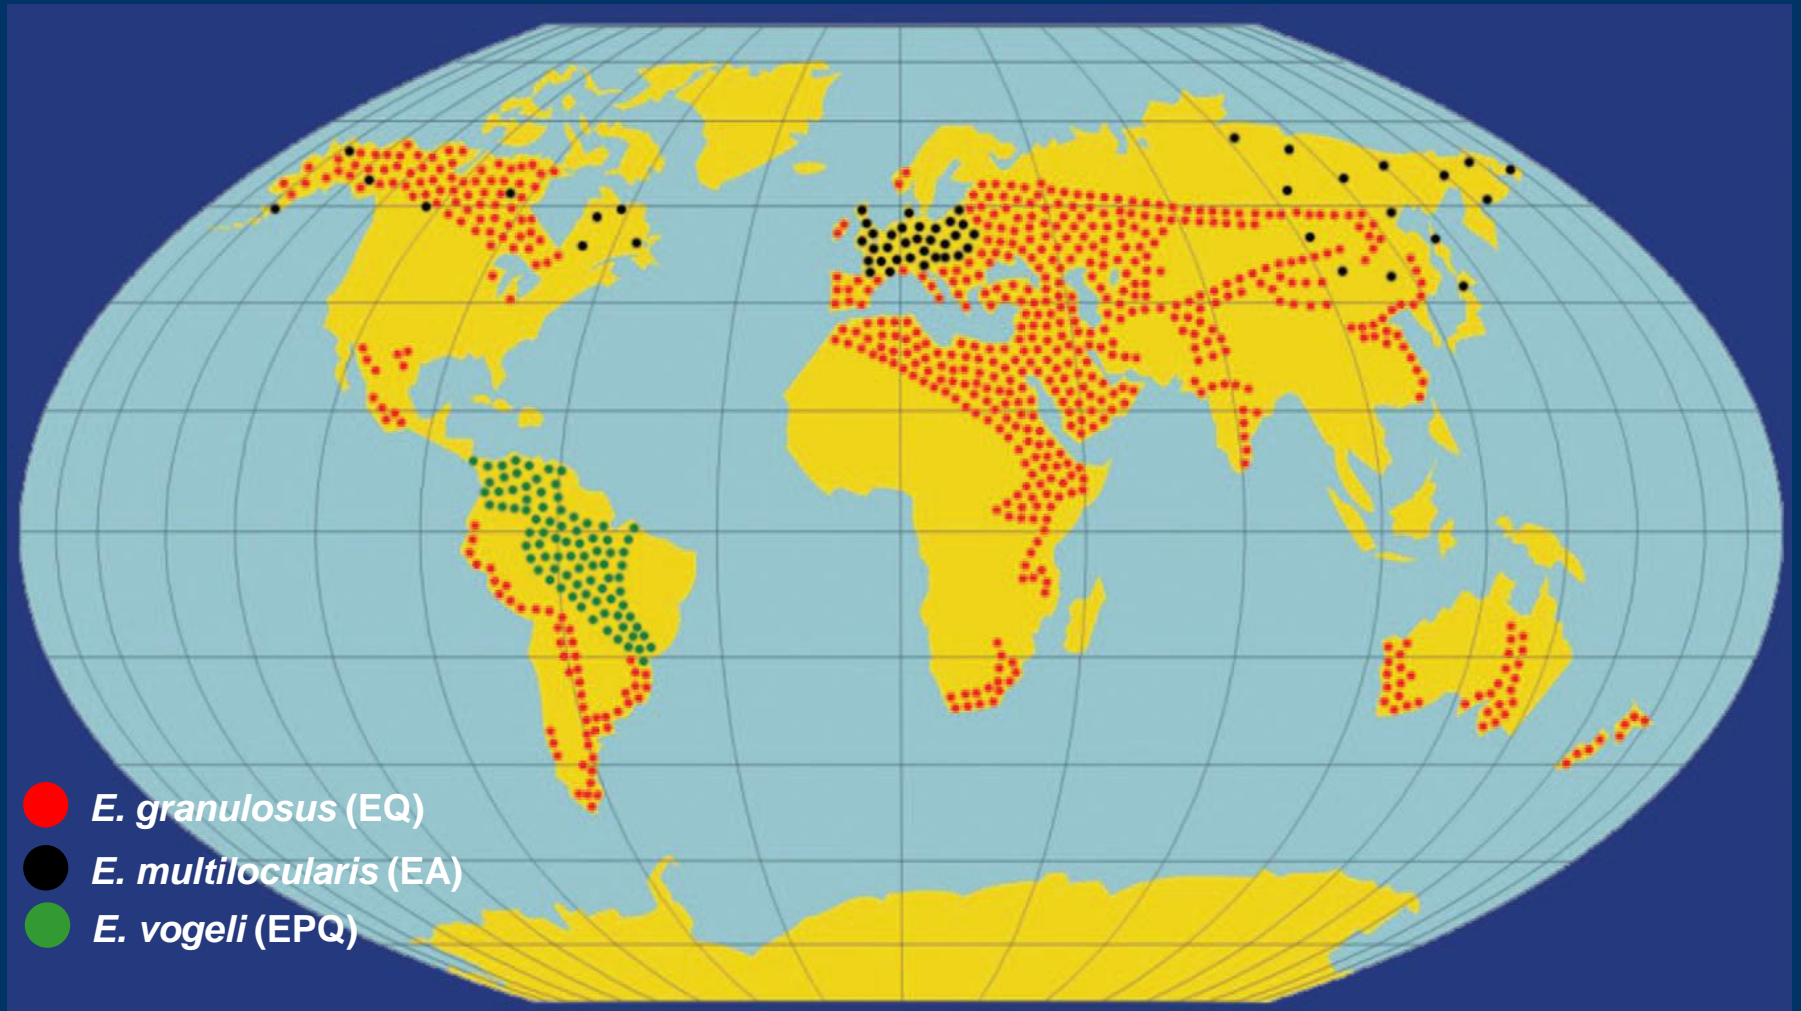 E. granulosus (EQ)
E. multilocularis (EA)
E. vogeli (EPQ)